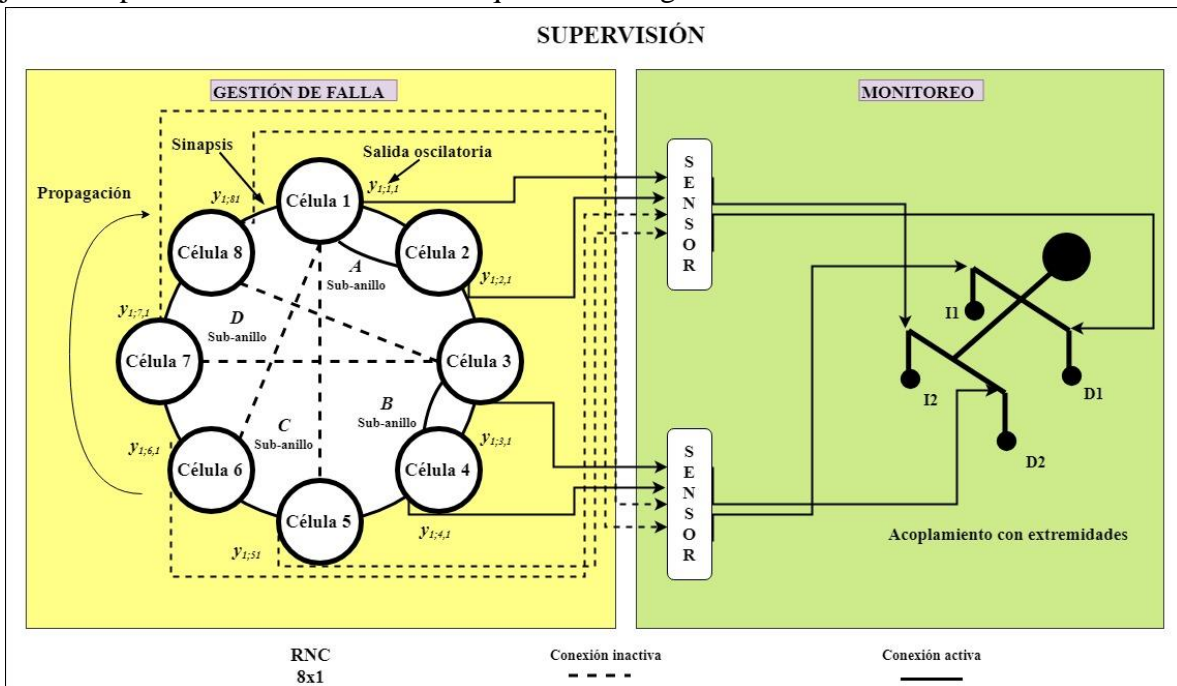 SUPERVISIÓN
GESTIÓN DE FALLA
MONITOREO
Sinapsis
Salida oscilatoria
Propagación
y1;81
y1;1,1
Célula 1
Célula 8
Célula 2
A
Sub-anillo
y1;2,1
y1;7,1
D
Sub-anillo
Célula 7
Célula 3
B
Sub-anillo
C
Sub-anillo
y1;6,1
y1;3,1
Célula 6
Célula 4
Célula 5
y1;51
y1;4,1
SENSOR
SENSOR
I1
I2
D1
D2
Acoplamiento con extremidades
RNC
8x1
Conexión inactiva
Conexión activa